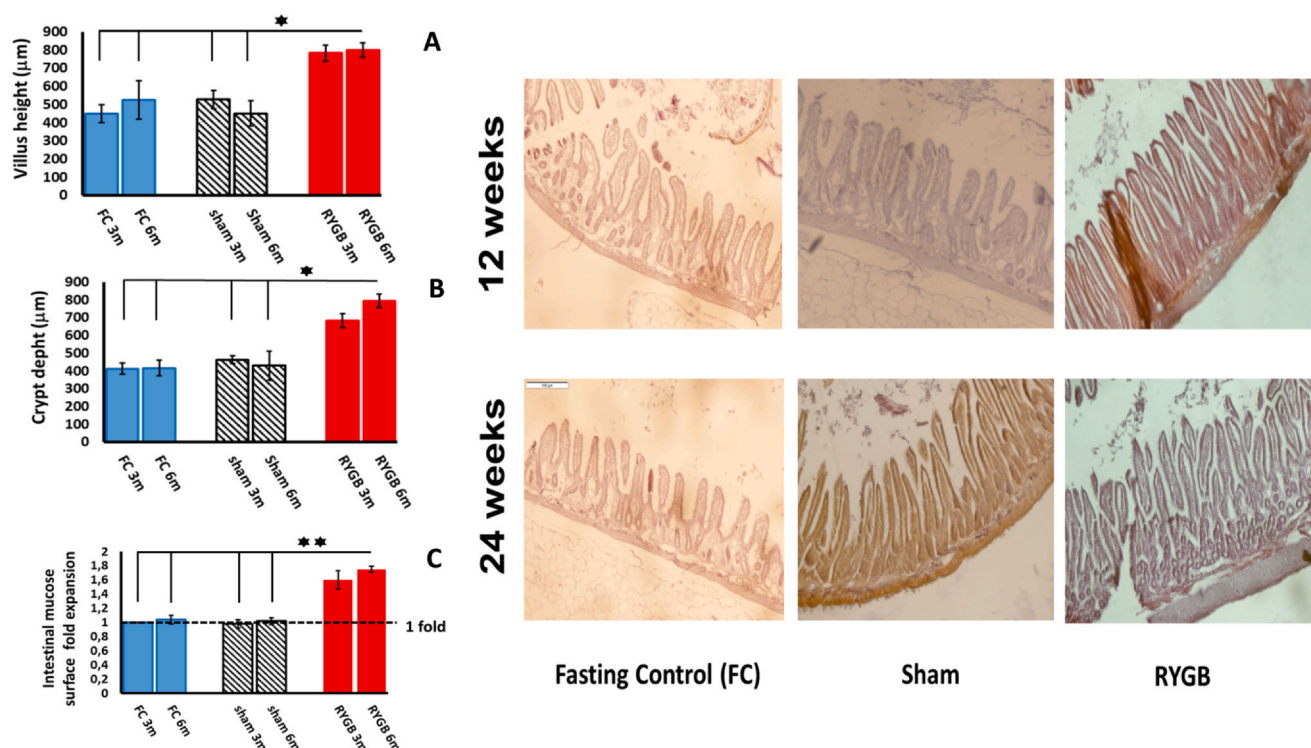 A
★
Villus height (µm)
900
800
700
600
500
400
300
200
100
0
FC 3m
FC 6m
sham 3m
Sham 6m
RYGB 3m
RYGB 6m
B
★
Crypt depht (µm)
900
800
700
600
500
400
300
200
100
0
FC 3m
FC 6m
sham 3m
Sham 6m
RYGB 3m
RYGB 6m
C
★★
Intestinal mucose
surface fold expansion
2
1,8
1,6
1,4
1,2
1
0,8
0,6
0,4
0,2
0
1 fold
FC 3m
FC 6m
sham 3m
sham 6m
RYGB 3m
RYGB 6m
12 weeks
24 weeks
Fasting Control (FC)
Sham
RYGB